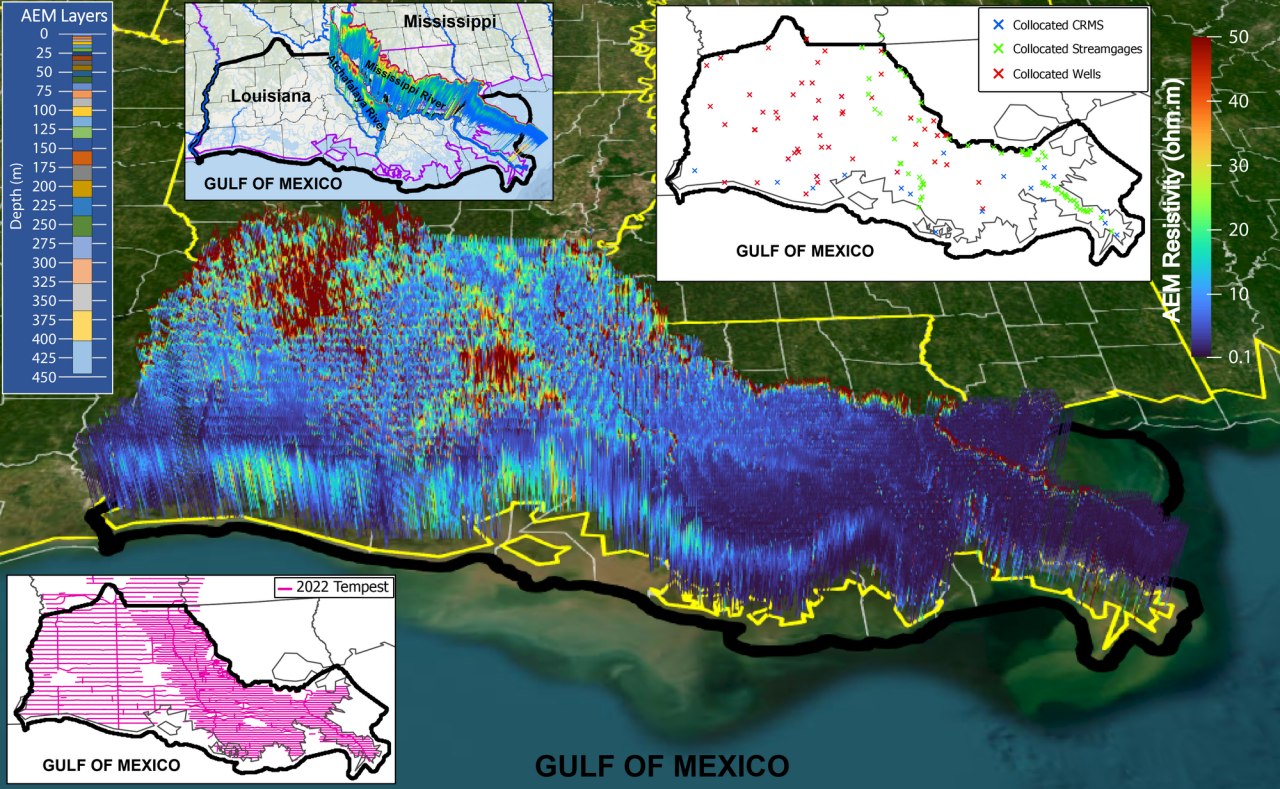 AEM Layers
0
25
50
75
100
125
150
175
200
225
250
275
300
325
350
375
400
425
450
Depth (m)
Mississippi
Louisiana
Atchafalaya River
Mississippi River
GULF OF MEXICO
Collocated CRMS
Collocated Streamgages
Collocated Wells
GULF OF MEXICO
AEM Resistivity (ohm.m)
50
40
30
20
10
0.1
2022 Tempest
GULF OF MEXICO
GULF OF MEXICO